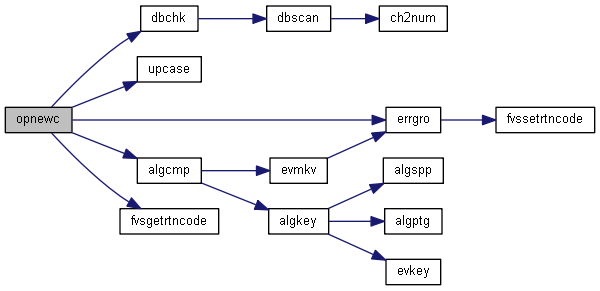 dbchk
dbscan
ch2num
upcase
opnewc
errgro
fvssetrtncode
algcmp
evmkv
algspp
fvsgetrtncode
algkey
algptg
evkey